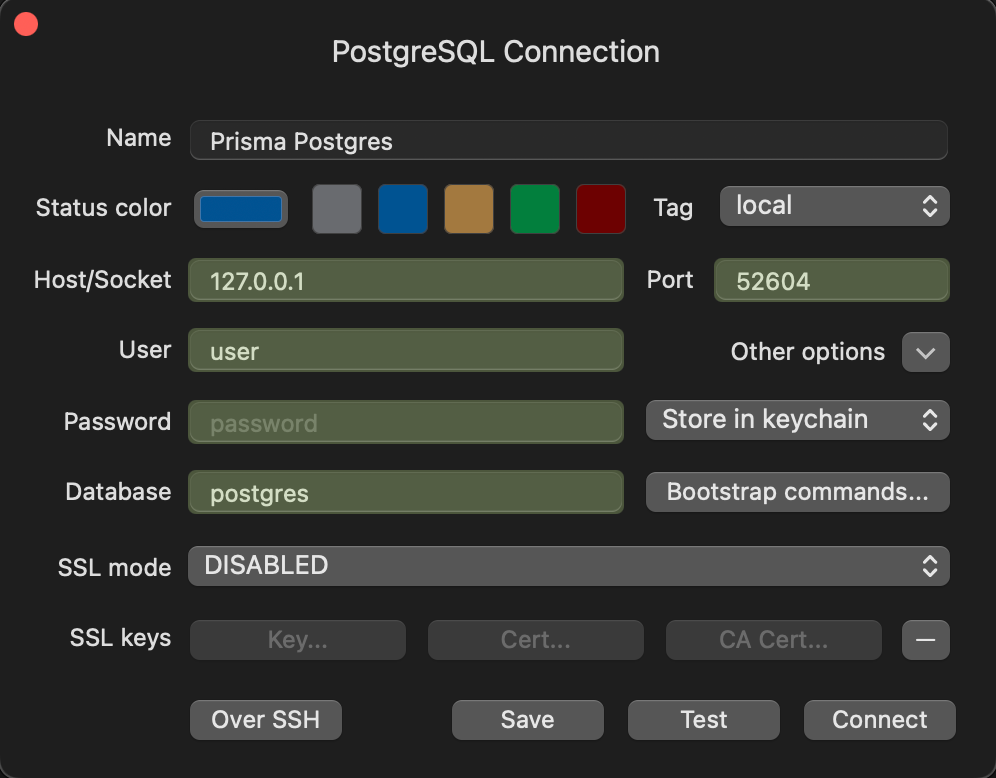 PostgreSQL Connection
Name Prisma Postgres
Status color Tag local
Host/Socket 127.0.0.1 Port 52604
User user Other options
Password password Store in keychain
Database postgres Bootstrap commands...
SSL mode DISABLED
SSL keys Key... Cert... CA Cert...
Over SSH Save Test Connect